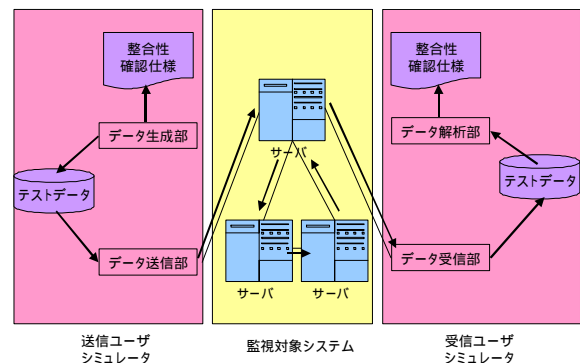 整合性
確認仕様
データ生成部
テストデータ
データ送信部
サーバ
サーバ
サーバ
整合性
確認仕様
データ解析部
テストデータ
データ受信部
送信ユーザ
シミュレータ
監視対象システム
受信ユーザ
シミュレータ